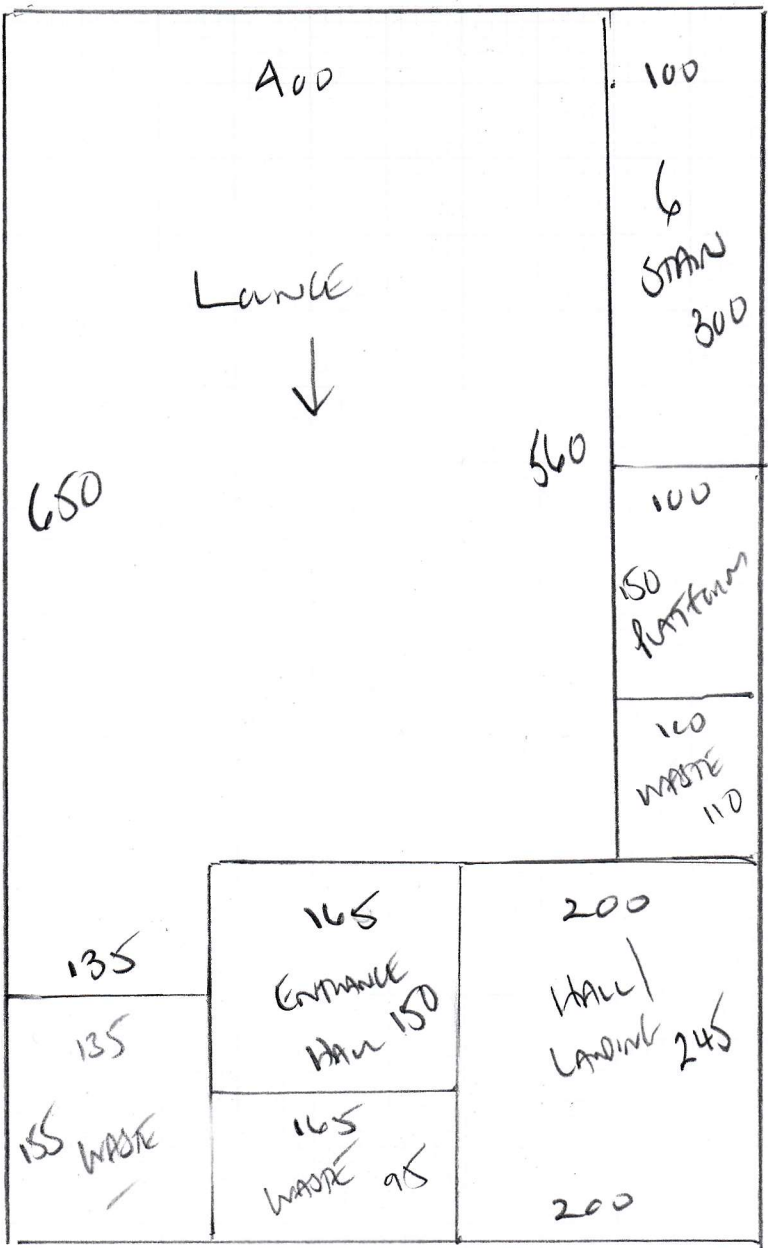 400
100
6
STAIR
300
LOUNGE
650
560
100
150
PLATFORM
100
WASTE
110
165
ENTRANCE
HALL 150
200
HALL/
LANDING 245
135
135
155 WASTE
165
WASTE 95
200